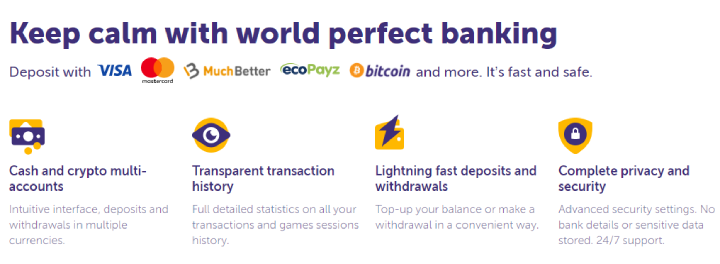 Keep calm with world perfect banking
Deposit with VISA mastercard MuchBetter ecoPayz bitcoin and more. It's fast and safe.
Cash and crypto multi-
accounts
Intuitive interface, deposits and
withdrawals in multiple
currencies.
Transparent transaction
history
Full detailed statistics on all your
transactions and games sessions
history.
Lightning fast deposits and
withdrawals
Top-up your balance or make a
withdrawal in a convenient way.
Complete privacy and
security
Advanced security settings. No
bank details or sensitive data
stored. 24/7 support.